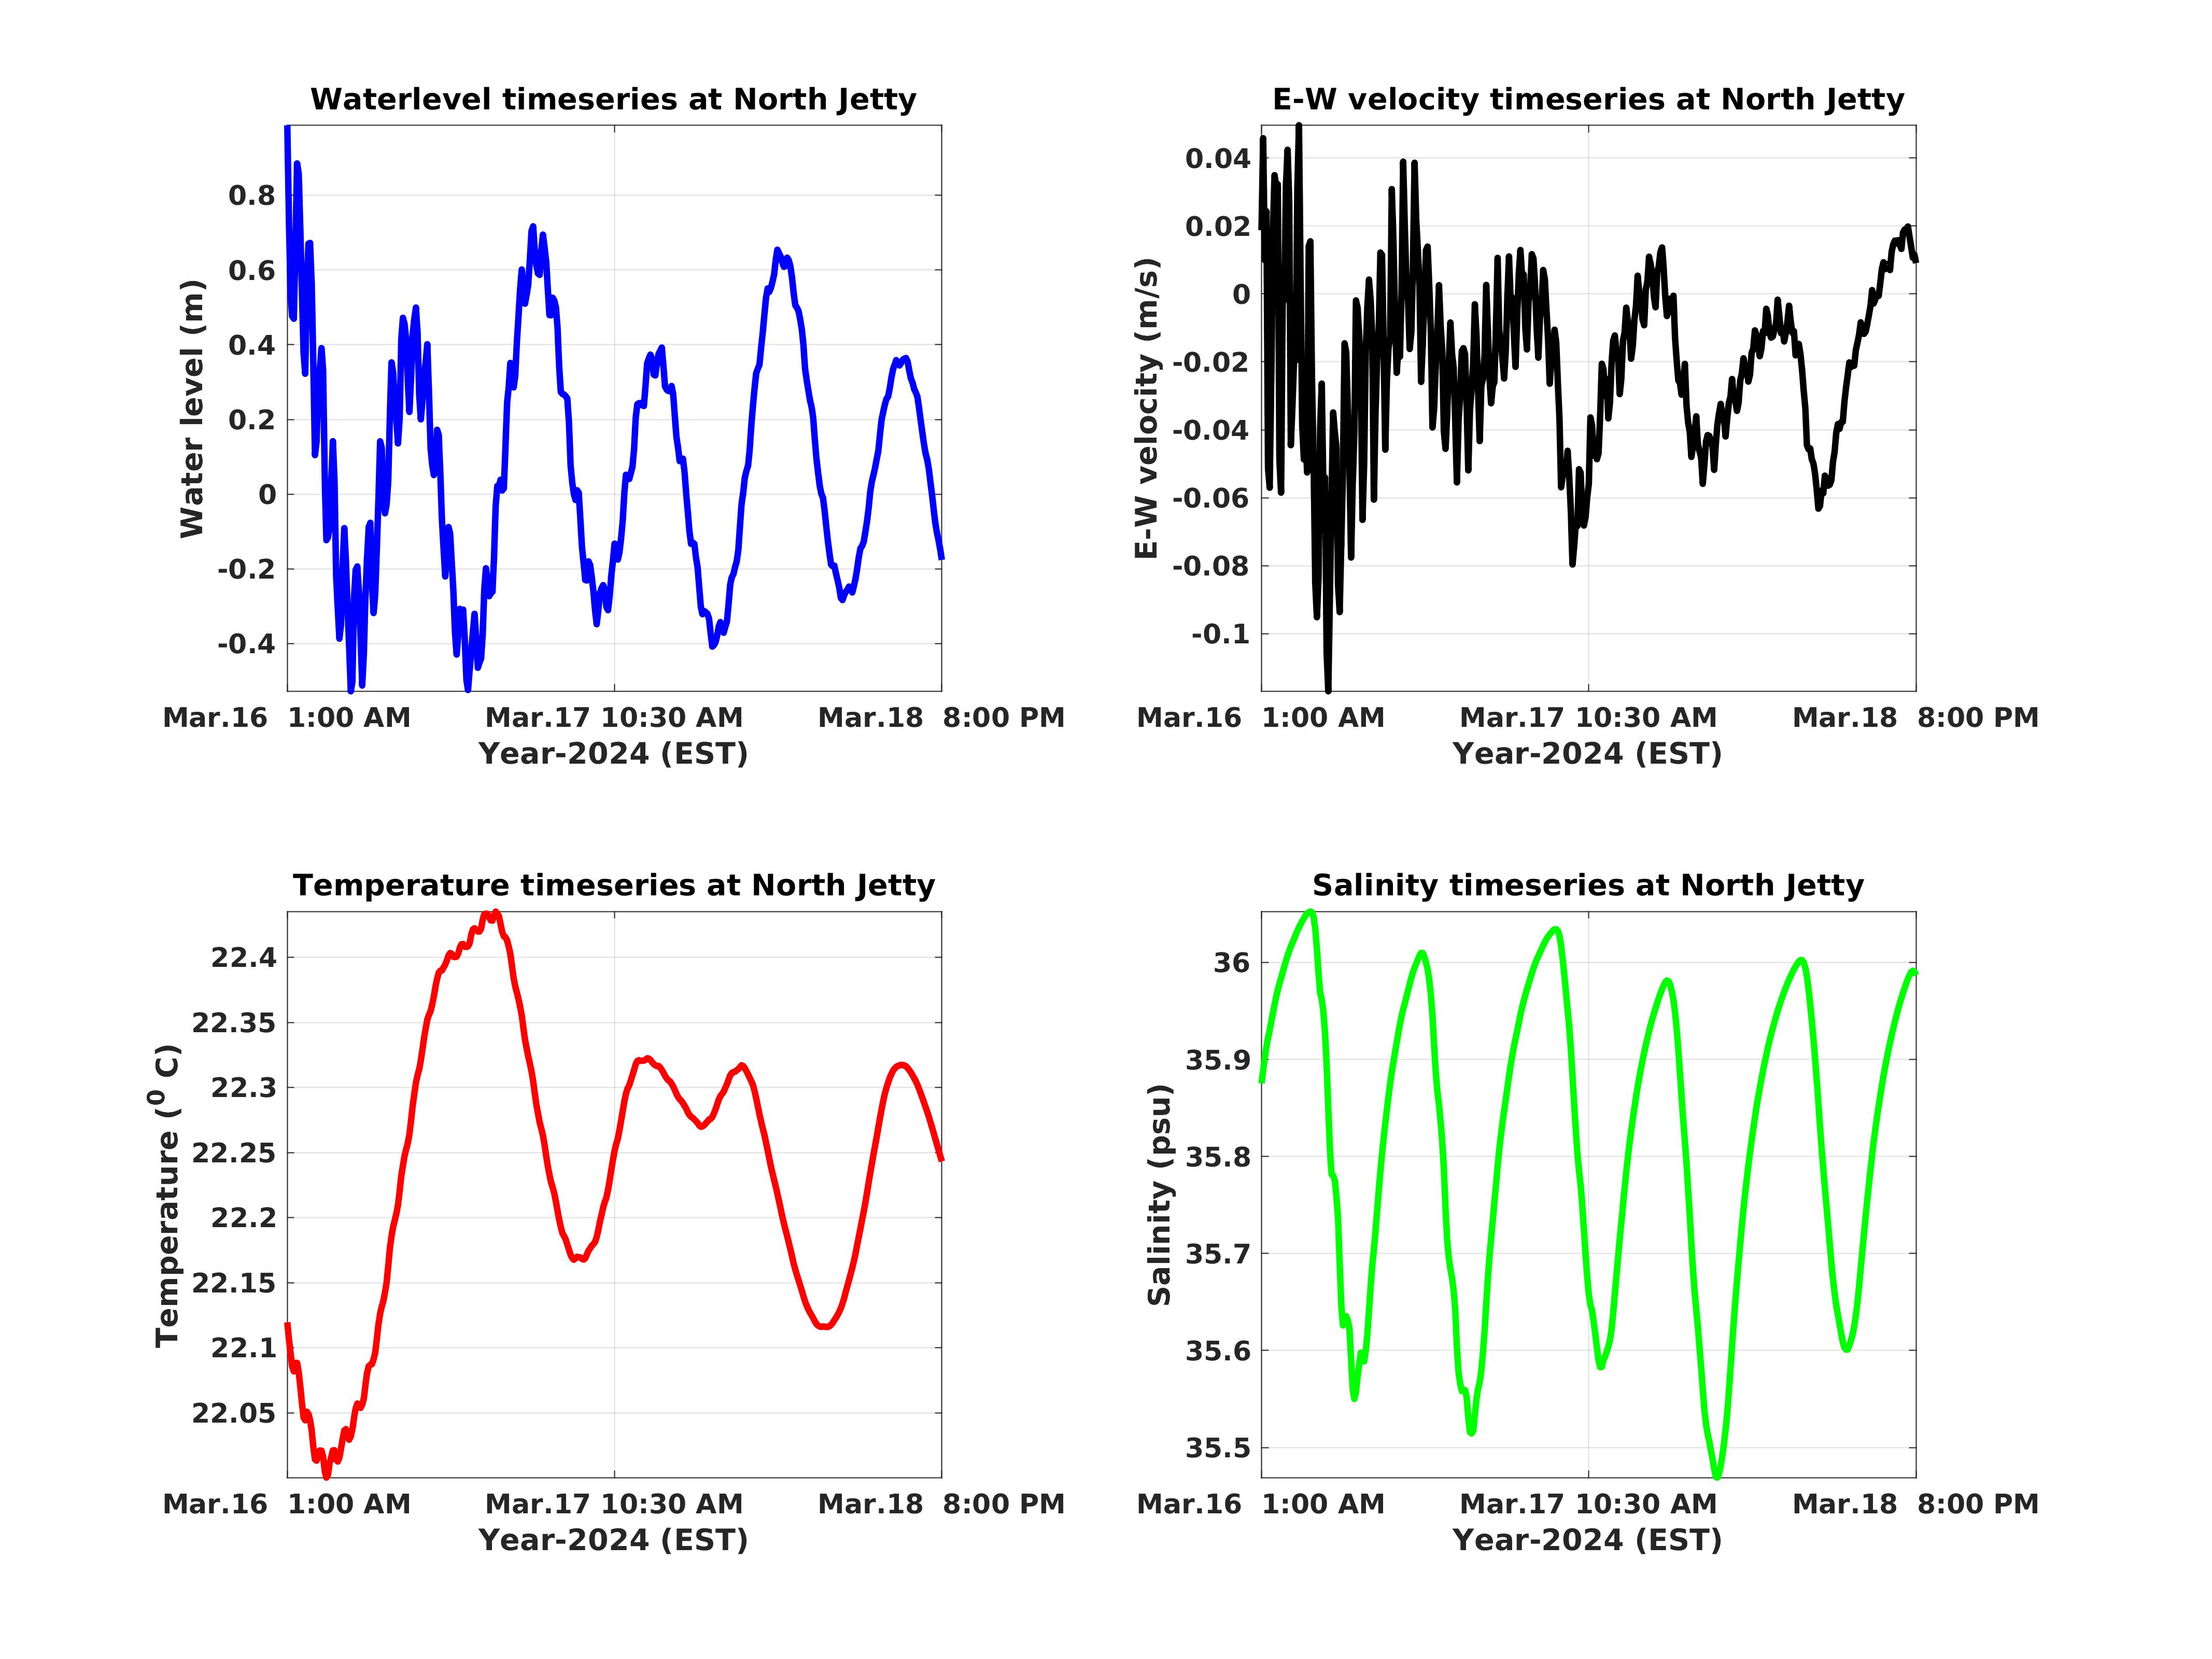 Waterlevel timeseries at North Jetty
0.8
0.6
0.4
0.2
0
-0.2
-0.4
Water level (m)
Mar.16 1:00 AM
Mar.17 10:30 AM
Mar.18 8:00 PM
Year-2024 (EST)
E-W velocity timeseries at North Jetty
0.04
0.02
0
-0.02
-0.04
-0.06
-0.08
-0.1
E-W velocity (m/s)
Mar.16 1:00 AM
Mar.17 10:30 AM
Mar.18 8:00 PM
Year-2024 (EST)
Temperature timeseries at North Jetty
22.4
22.35
22.3
22.25
22.2
22.15
22.1
22.05
Temperature (⁰ C)
Mar.16 1:00 AM
Mar.17 10:30 AM
Mar.18 8:00 PM
Year-2024 (EST)
Salinity timeseries at North Jetty
36
35.9
35.8
35.7
35.6
35.5
Salinity (psu)
Mar.16 1:00 AM
Mar.17 10:30 AM
Mar.18 8:00 PM
Year-2024 (EST)